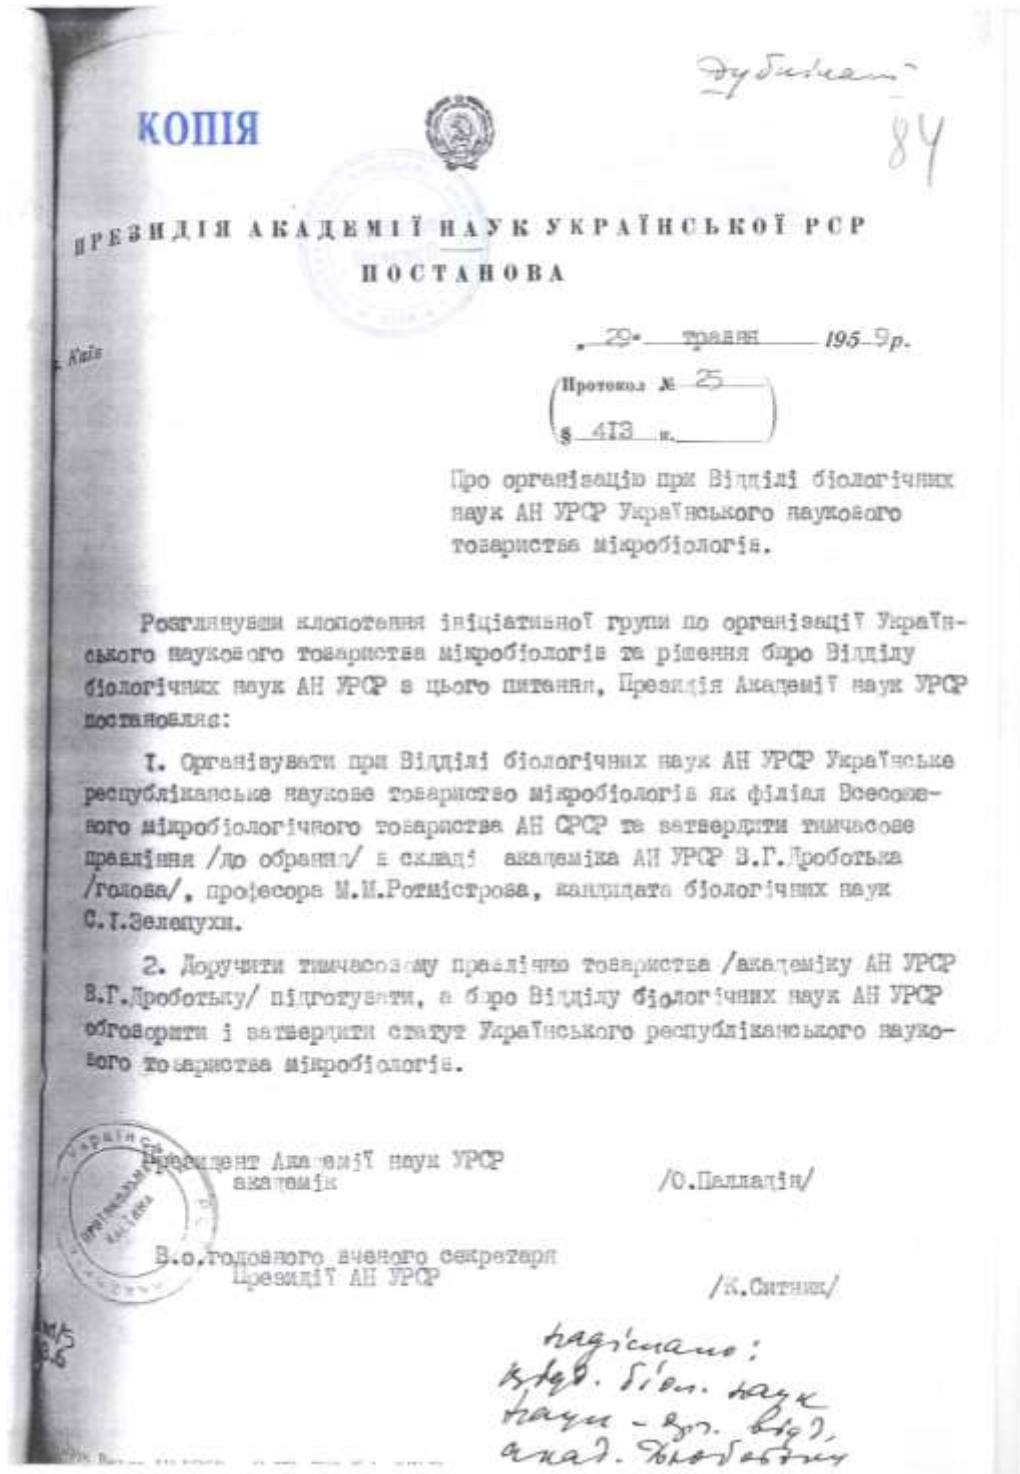 Дублікат
84
КОПІЯ
ПРЕЗИДІЯ АКАДЕМІЇ НАУК УКРАЇНСЬКОЇ РСР
ПОСТАНОВА
„ 29" травня 1959р.
Київ
Протокол № 25
§ 413 н.
Про організацію при Відділі біологічних
наук АН УРСР Українського наукового
товариства мікробіологів.
Розглянувши клопотання ініціативної групи по організації Україн-
ського наукового товариства мікробіологів та рішення бюро Відділу
біологічних наук АН УРСР з цього питання, Президія Академії наук УРСР
постановляє:
I. Організувати при Відділі біологічних наук АН УРСР Українське
республіканське наукове товариство мікробіологів як філіал Всесоюз-
ного мікробіологічного товариства АН СРСР та затвердити тимчасове
правління /до обрання/ в складі академіка АН УРСР В.Г.Дроботька
/голова/, професора М.М.Ротмістрова, кандидата біологічних наук
С.І.Зелепухи.
2. Доручити тимчасовому правлінню товариства /академіку АН УРСР
В.Г.Дроботьку/ підготувати, а бюро Відділу біологічних наук АН УРСР
обговорити і затвердити статут Українського республіканського науко-
вого товариства мікробіологів.
Президент Академії наук УРСР
академік /О.Палладін/
В.о.головного вченого секретаря
Президії АН УРСР /К.Ситник/
надіслано:
відд. біол. наук
акад. Дроботьку